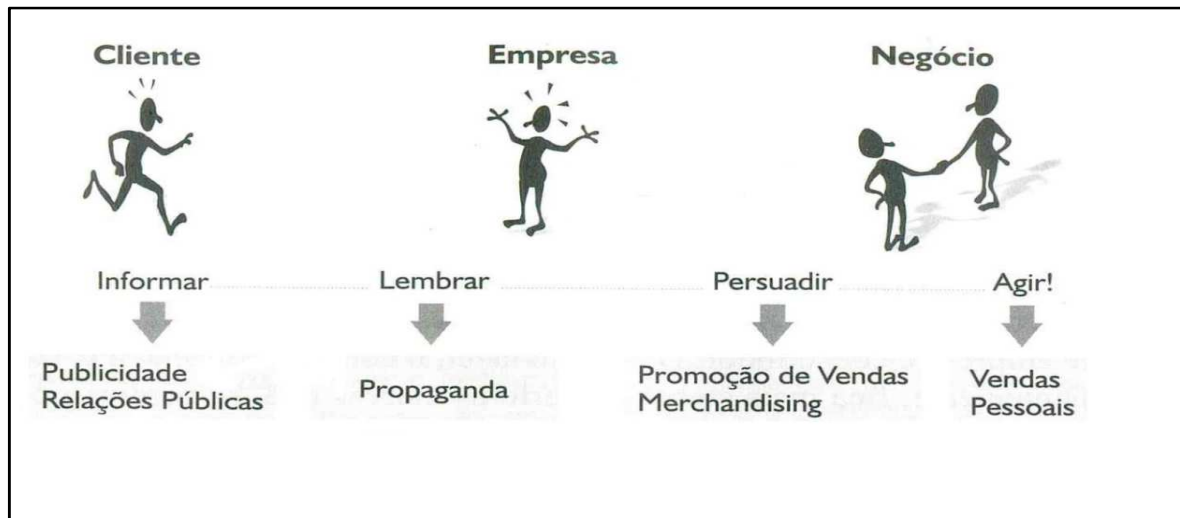 Cliente Empresa Negócio
Informar Lembrar Persuadir Agir!
Publicidade
Relações Públicas
Propaganda
Promoção de Vendas
Merchandising
Vendas
Pessoais